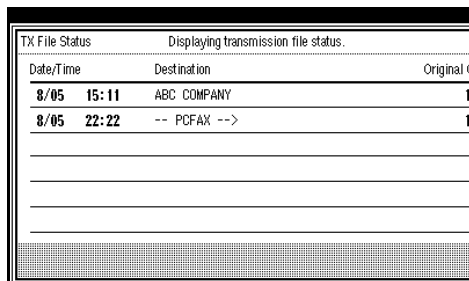 TX File Status Displaying transmission file status.
Date/Time Destination Original
8/05 15:11 ABC COMPANY 1
8/05 22:22 -- PCFAX --> 1